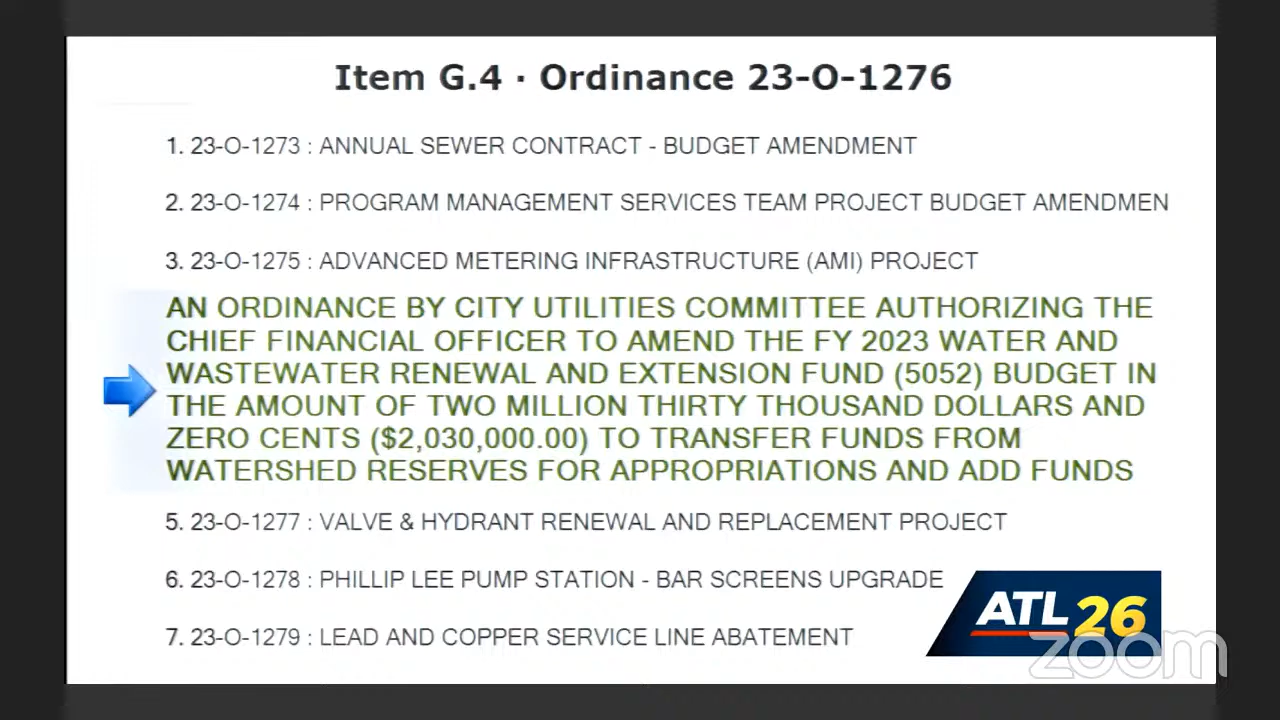 Item G.4 · Ordinance 23-O-1276
1. 23-O-1273 : ANNUAL SEWER CONTRACT - BUDGET AMENDMENT
2. 23-O-1274 : PROGRAM MANAGEMENT SERVICES TEAM PROJECT BUDGET AMENDMEN
3. 23-O-1275 : ADVANCED METERING INFRASTRUCTURE (AMI) PROJECT
AN ORDINANCE BY CITY UTILITIES COMMITTEE AUTHORIZING THE
CHIEF FINANCIAL OFFICER TO AMEND THE FY 2023 WATER AND
WASTEWATER RENEWAL AND EXTENSION FUND (5052) BUDGET IN
THE AMOUNT OF TWO MILLION THIRTY THOUSAND DOLLARS AND
ZERO CENTS ($2,030,000.00) TO TRANSFER FUNDS FROM
WATERSHED RESERVES FOR APPROPRIATIONS AND ADD FUNDS
5. 23-O-1277 : VALVE & HYDRANT RENEWAL AND REPLACEMENT PROJECT
6. 23-O-1278 : PHILLIP LEE PUMP STATION - BAR SCREENS UPGRADE
7. 23-O-1279 : LEAD AND COPPER SERVICE LINE ABATEMENT
ATL 26
zoom